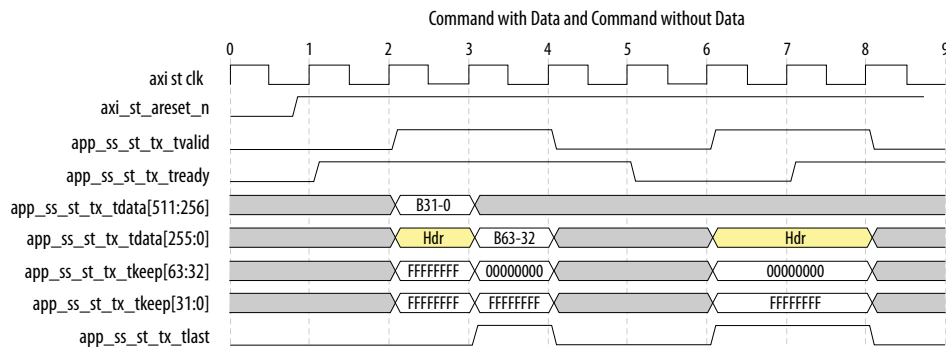 Command with Data and Command without Data
0 1 2 3 4 5 6 7 8 9
axi st clk
axi_st_areset_n
app_ss_st_tx_tvalid
app_ss_st_tx_tready
app_ss_st_tx_tdata[511:256] B31-0
app_ss_st_tx_tdata[255:0] Hdr B63-32 Hdr
app_ss_st_tx_tkeep[63:32] FFFFFFFF 00000000 00000000
app_ss_st_tx_tkeep[31:0] FFFFFFFF FFFFFFFF FFFFFFFF
app_ss_st_tx_tlast